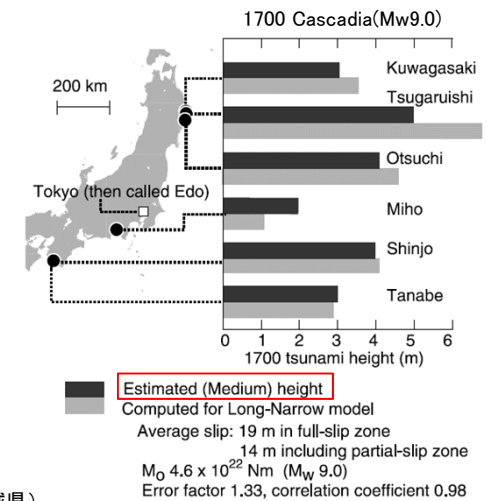 1700 Cascadia(Mw9.0)
200 km
Kuwagasaki
Tsugaruishi
Otsuchi
Tokyo (then called Edo)
Miho
Shinjo
Tanabe
0 1 2 3 4 5 6
1700 tsunami height (m)
Estimated (Medium) height
Computed for Long-Narrow model
Average slip: 19 m in full-slip zone
14 m including partial-slip zone
Mo 4.6 x 10²² Nm (Mw 9.0)
Error factor 1.33, correlation coefficient 0.98
県)